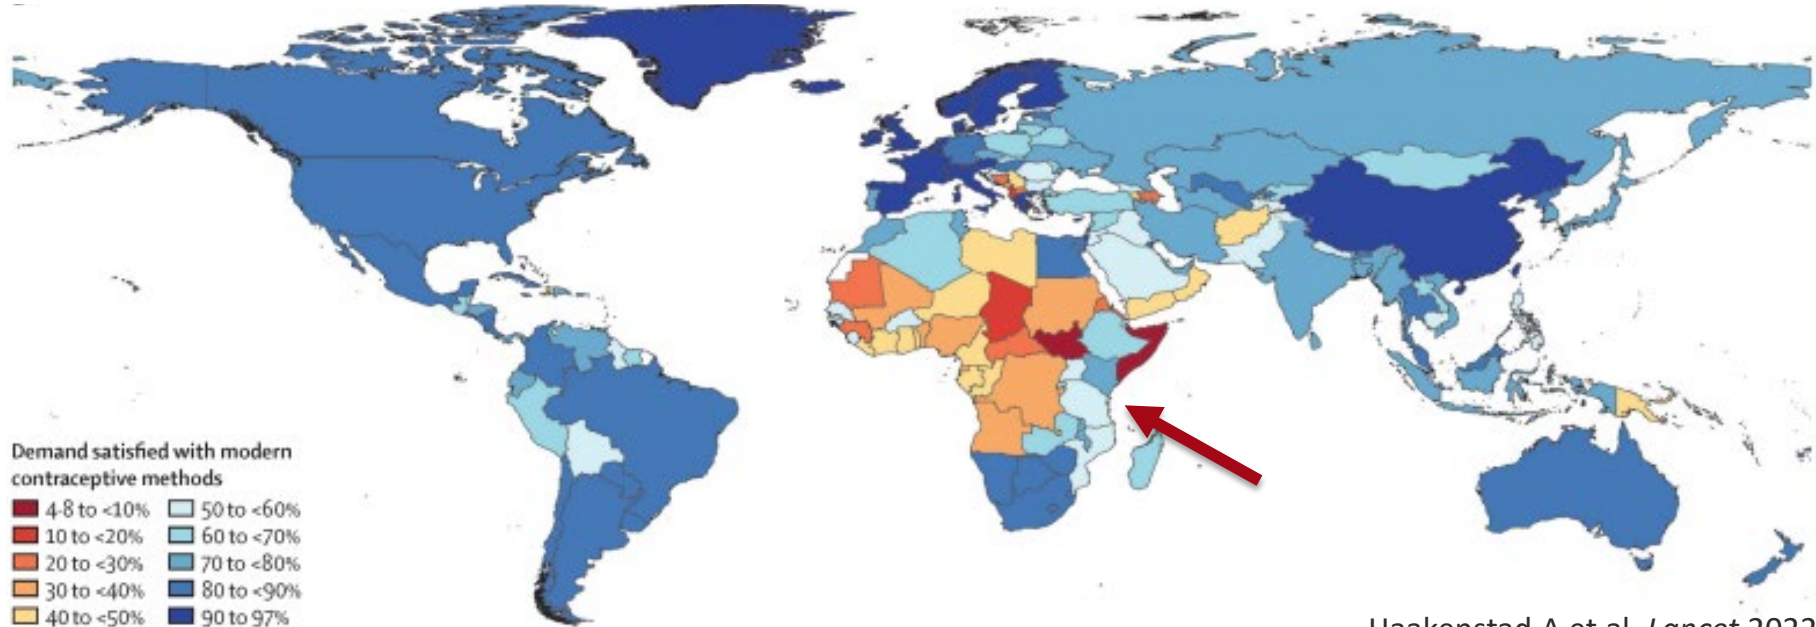 Demand satisfied with modern
contraceptive methods
4·8 to <10%
10 to <20%
20 to <30%
30 to <40%
40 to <50%
50 to <60%
60 to <70%
70 to <80%
80 to <90%
90 to 97%
Haakenstad A et al. Lancet 2022